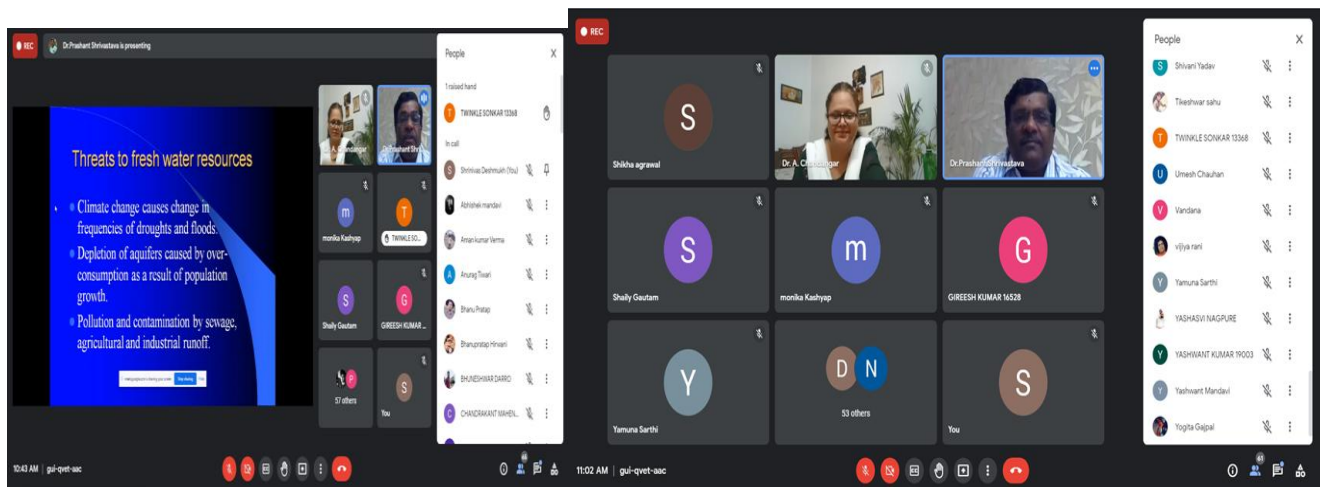 REC
Dr.Prashant Shrivastava is presenting
Threats to fresh water resources
Climate change causes change in
frequencies of droughts and floods.
Depletion of aquifers caused by over-
consumption as a result of population
growth.
Pollution and contamination by sewage,
agricultural and industrial runoff.
Stop sharing
Dr. A.
Dr.Prashant Shri...
m
monika Kashyap
T
TWINKLE SO...
S
Shaily Gautam
G
GIREESH KUMAR ...
P
57 others
S
You
People
X
1 raised hand
T TWINKLE SONKAR 13368
In call
S Shrinivas Deshmukh (You)
Abhishek mandavi
Aman kumar Verma
A Anurag Tiwari
Bhanu Pratap
Bhanupratap Hirwani
BHUNESHWAR DARRO
C CHANDRAKANT MAHEN...
10:43 AM | gui-qvet-aac
REC
S
Shikha agrawal
Dr. A.
Dr.Prashant Shrivastava
S
Shaily Gautam
m
monika Kashyap
G
GIREESH KUMAR 16528
Y
Yamuna Sarthi
D N
53 others
S
You
People
X
S Shivani Yadav
Tikeshwar sahu
T TWINKLE SONKAR 13368
U Umesh Chauhan
V Vandana
vijiya rani
Y Yamuna Sarthi
YASHASVI NAGPURE
Y YASHWANT KUMAR 19003
Y Yashwant Mandavi
Yogita Gajpal
11:02 AM | gui-qvet-aac
61